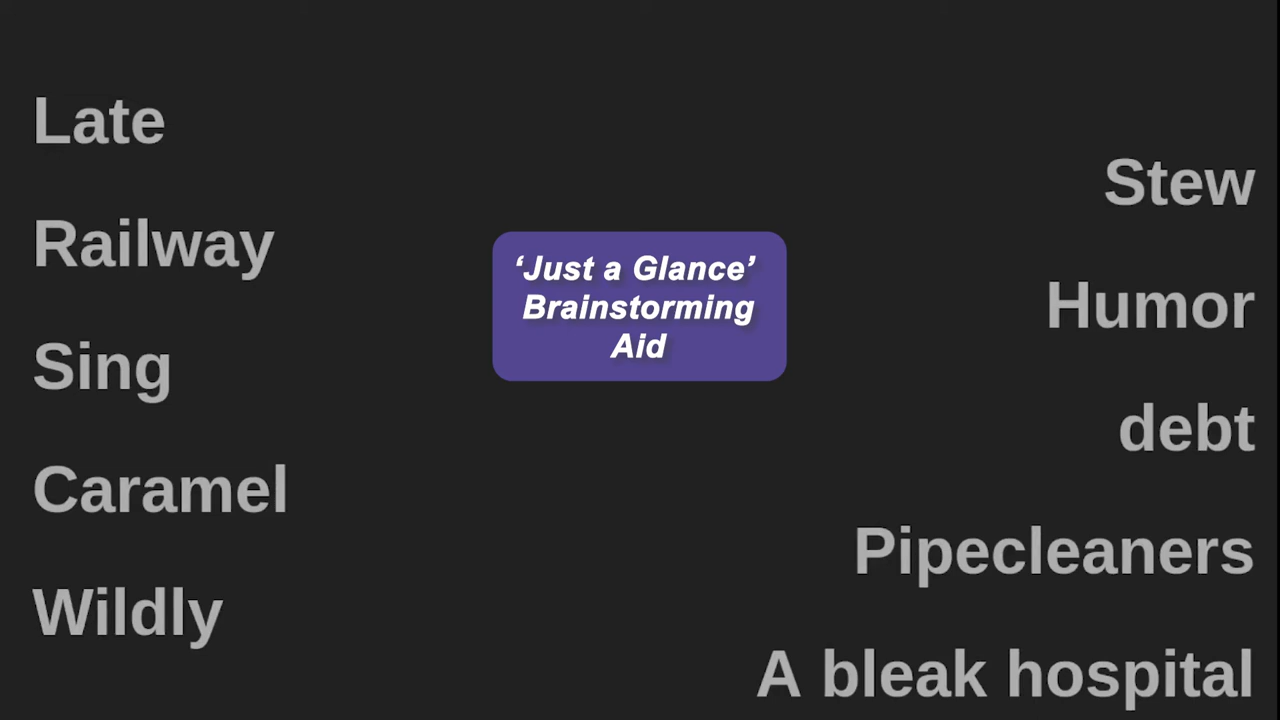 Late
Railway
Sing
Caramel
Wildly
‘Just a Glance’
Brainstorming
Aid
Stew
Humor
debt
Pipecleaners
A bleak hospital